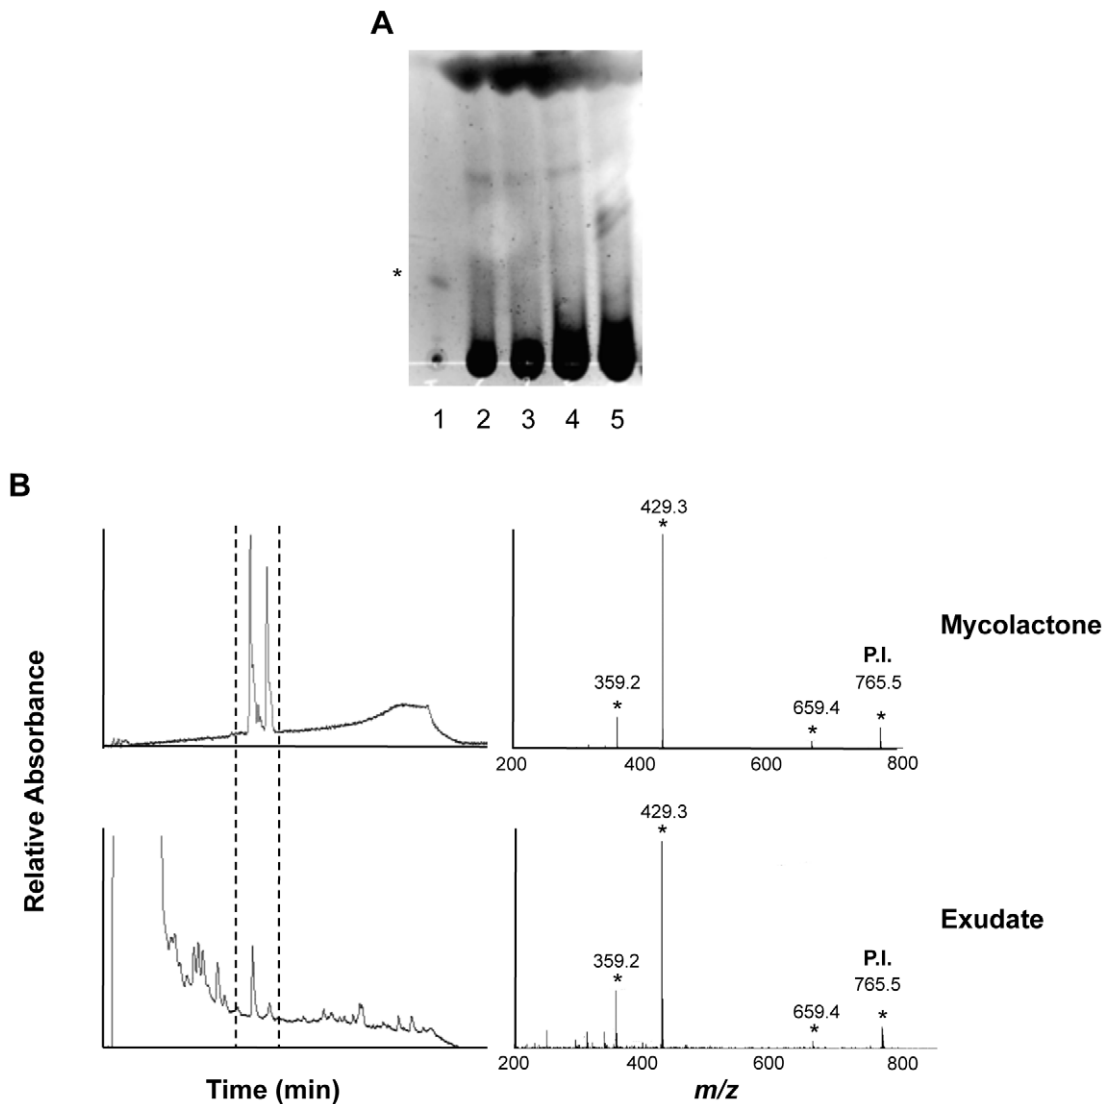 A
*
1 2 3 4 5
B
Relative Absorbance
429.3
*
359.2
*
659.4
*
P.I.
765.5
*
200 400 600 800
Mycolactone
429.3
*
359.2
*
659.4
*
P.I.
765.5
*
200 400 600 800
Exudate
Time (min)
m/z